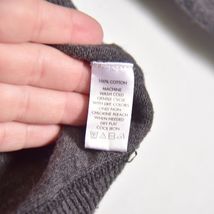 100% COTTON
MACHINE
WASH COLD
GENTLE CYCLE
WITH LIKE COLORS
ONLY NON
CHLORINE BLEACH
WHEN NEEDED
TUMBLE DRY
COOL IRON